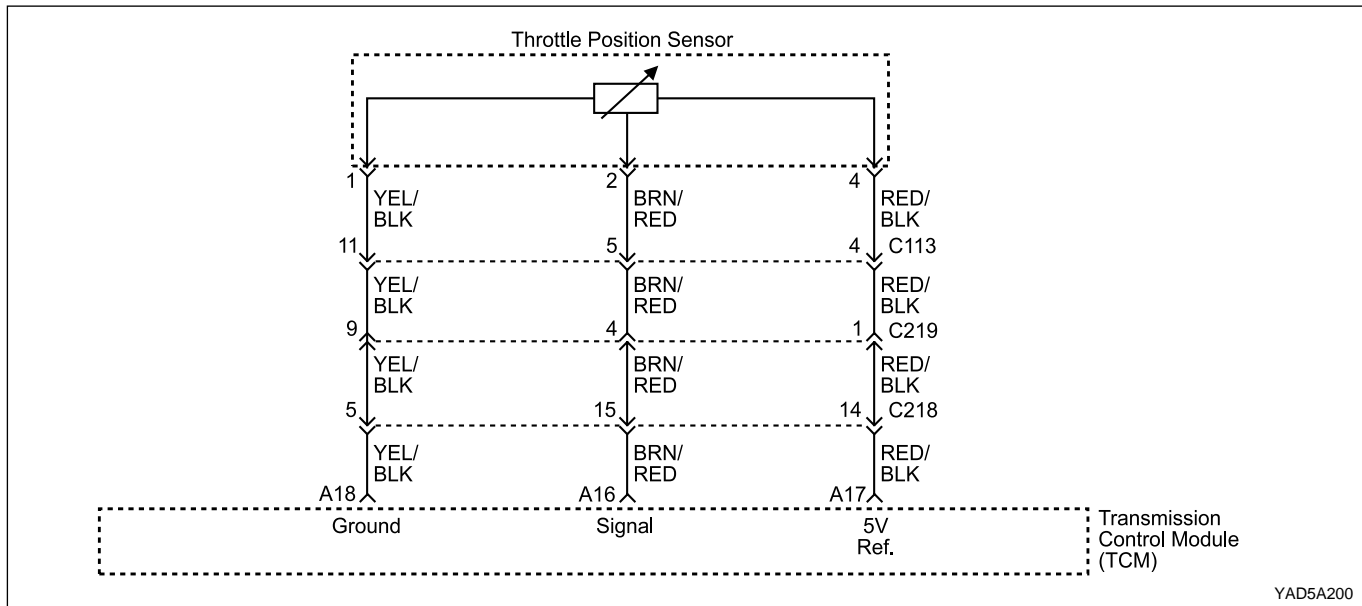 Throttle Position Sensor
1 2 4
YEL/ BRN/ RED/
BLK RED BLK
11 5 4 C113
YEL/ BRN/ RED/
BLK RED BLK
9 4 1 C219
YEL/ BRN/ RED/
BLK RED BLK
5 15 14 C218
YEL/ BRN/ RED/
BLK RED BLK
A18 A16 A17
Ground Signal 5V
Ref.
Transmission
Control Module
(TCM)
YAD5A200